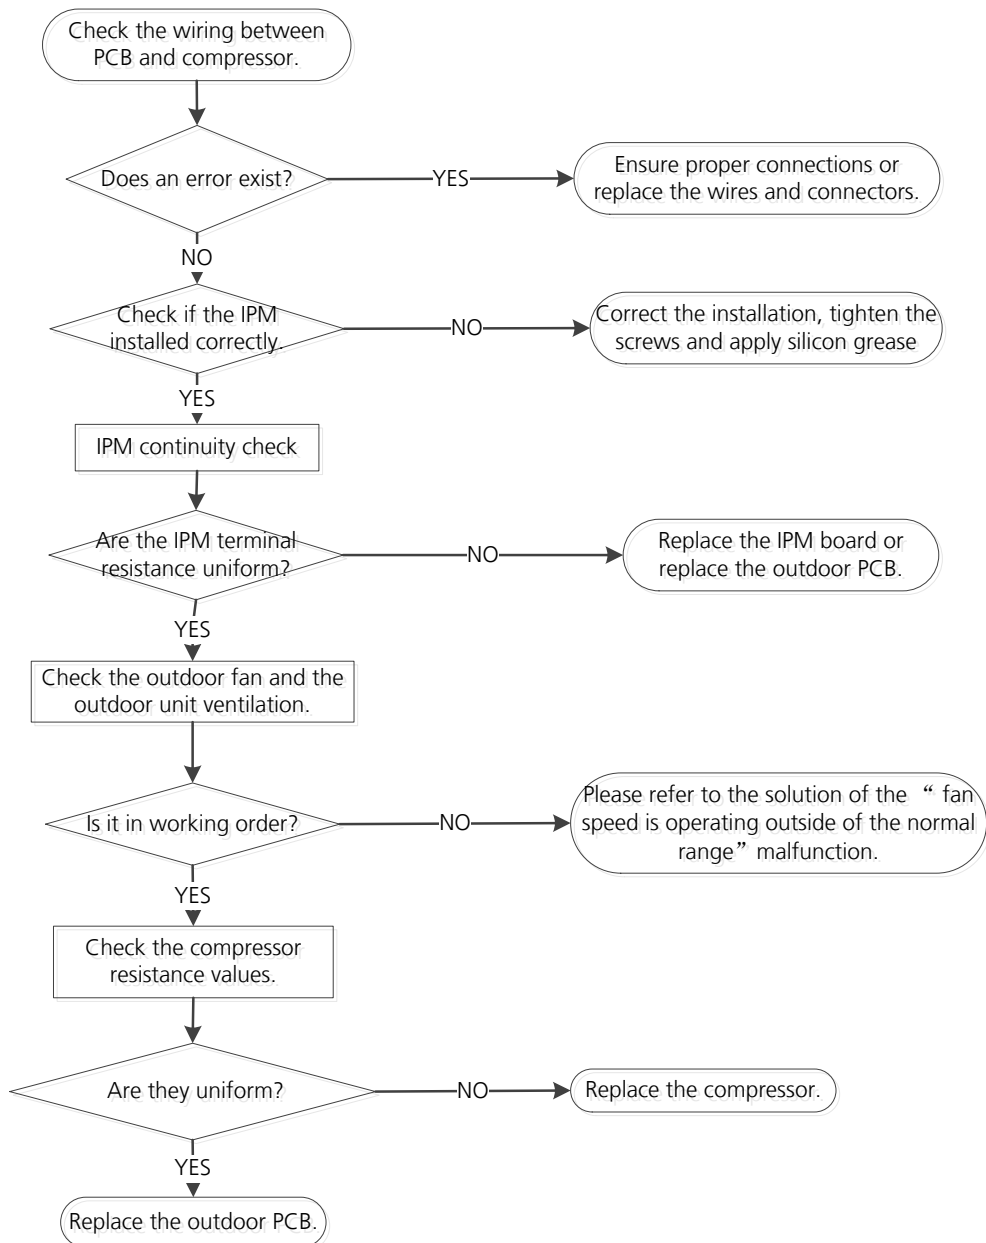 Check the wiring between
PCB and compressor.
Does an error exist?
YES
Ensure proper connections or
replace the wires and connectors.
NO
Check if the IPM
installed correctly.
NO
Correct the installation, tighten the
screws and apply silicon grease
YES
IPM continuity check
Are the IPM terminal
resistance uniform?
NO
Replace the IPM board or
replace the outdoor PCB.
YES
Check the outdoor fan and the
outdoor unit ventilation.
Is it in working order?
NO
Please refer to the solution of the “ fan
speed is operating outside of the normal
range” malfunction.
YES
Check the compressor
resistance values.
Are they uniform?
NO
Replace the compressor.
YES
Replace the outdoor PCB.